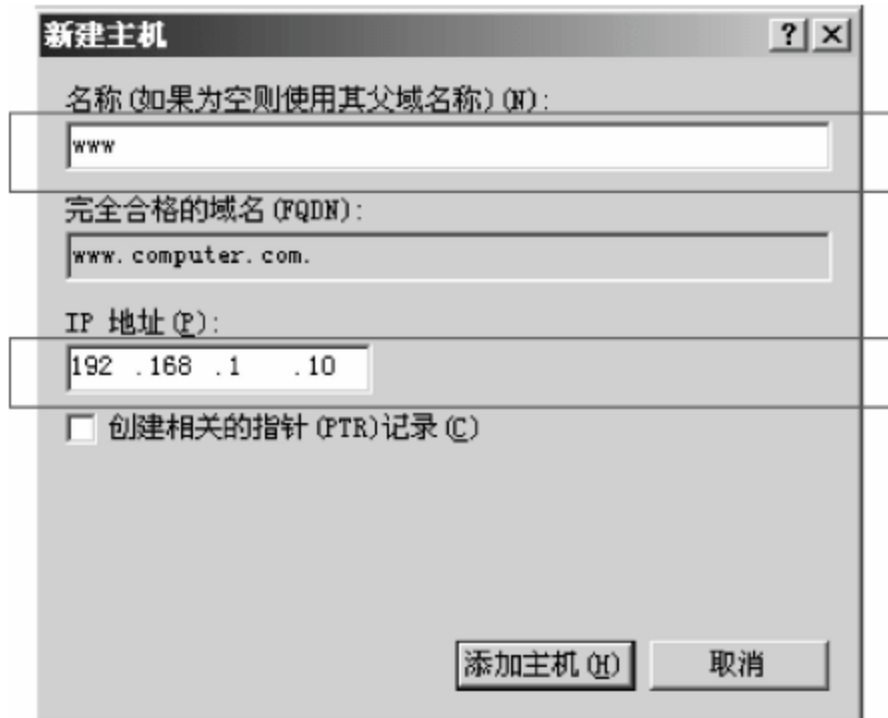 新建主机
名称(如果为空则使用其父域名称)(N):
www
完全合格的域名(FQDN):
www.computer.com.
IP 地址(P):
192 .168 .1 .10
创建相关的指针(PTR)记录(C)
添加主机(H) 取消